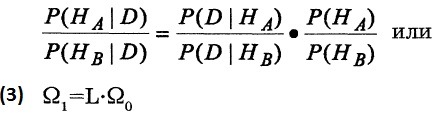 P(H_A | D) / P(H_B | D) = P(D | H_A) / P(D | H_B) • P(H_A) / P(H_B) или
(3) Ω₁=L·Ω₀